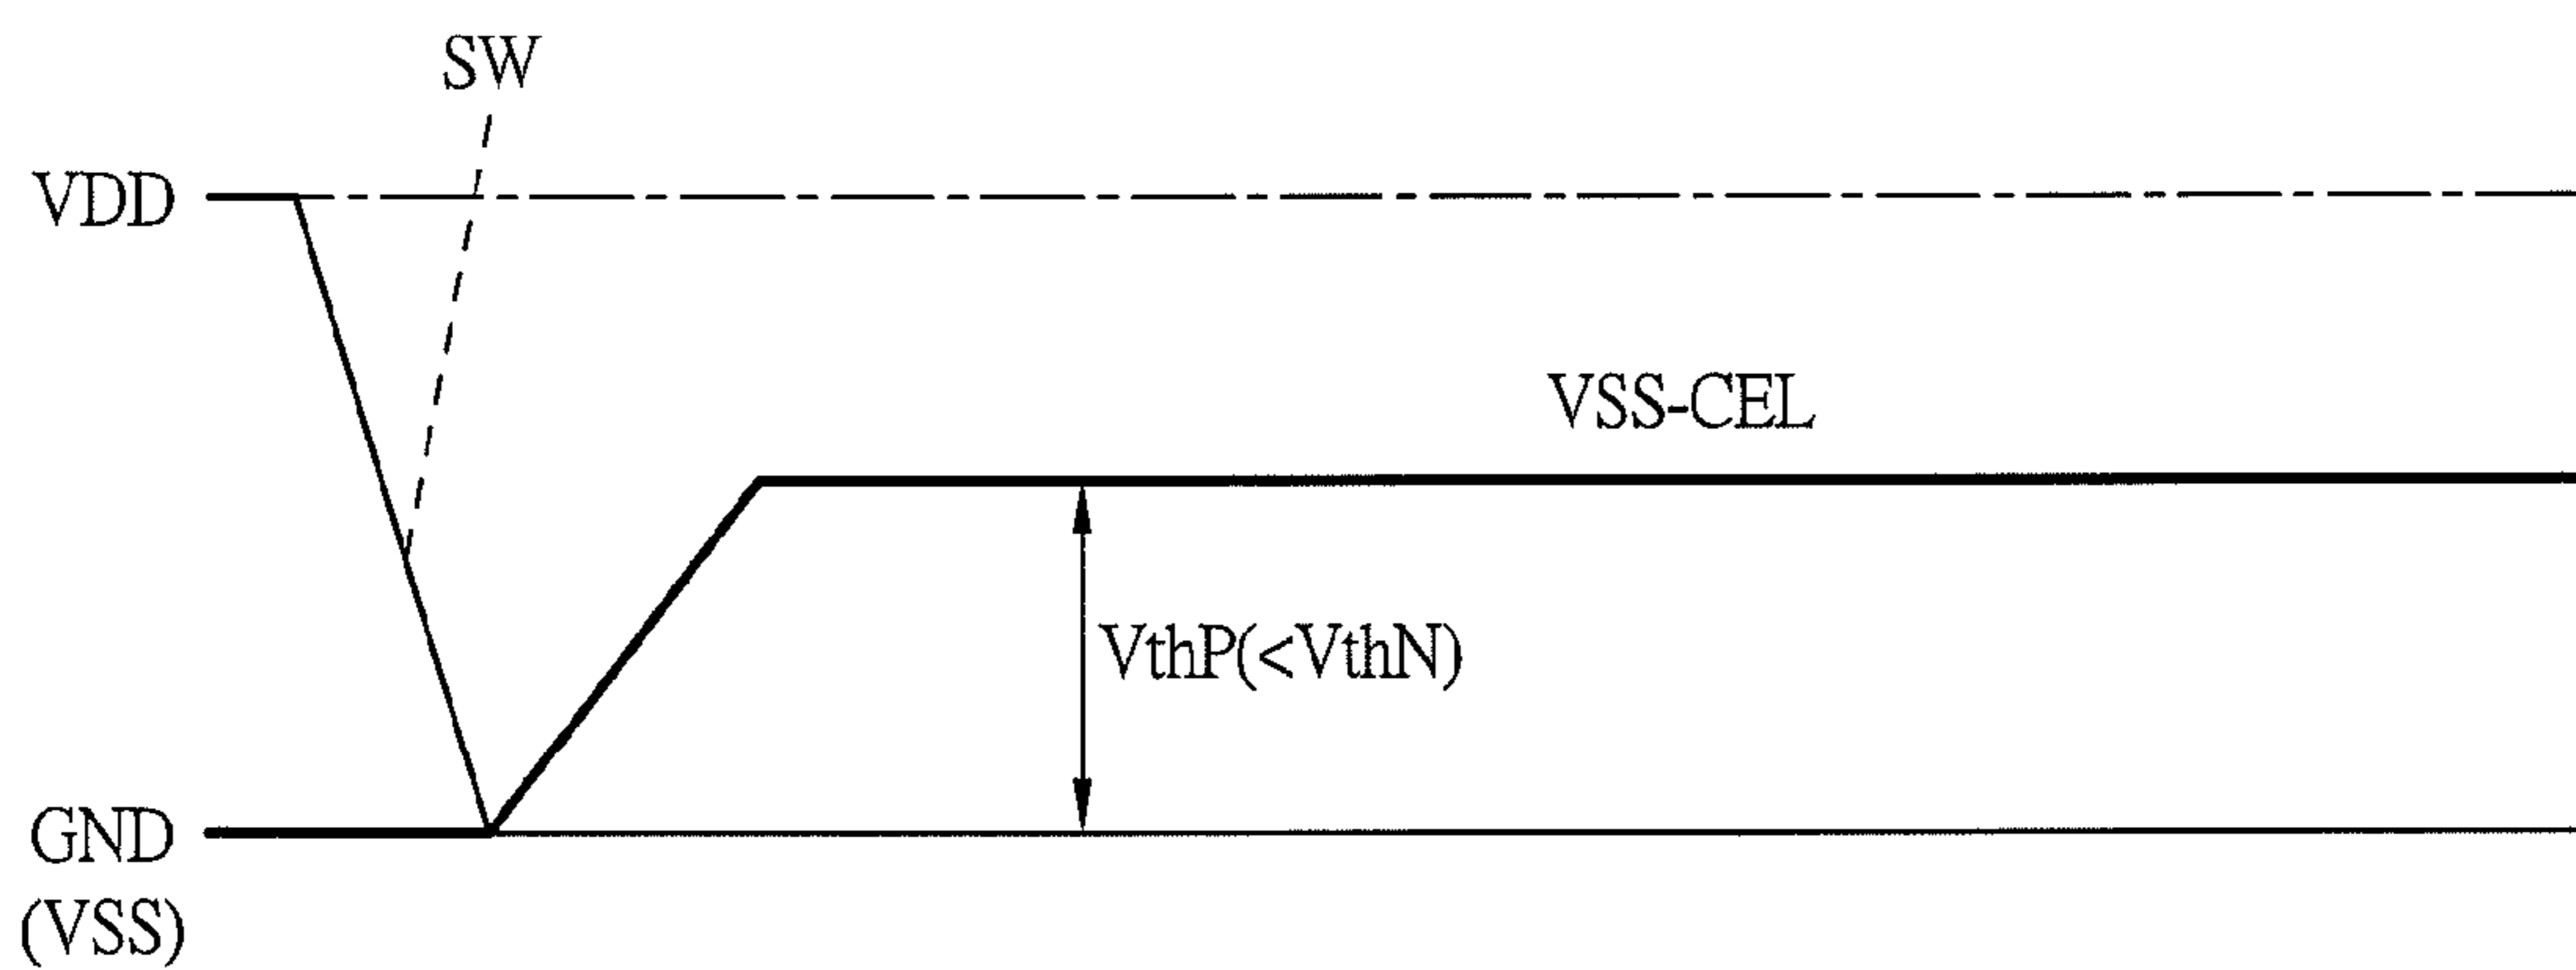 SW
VDD
VSS-CEL
VthP(<VthN)
GND
(VSS)